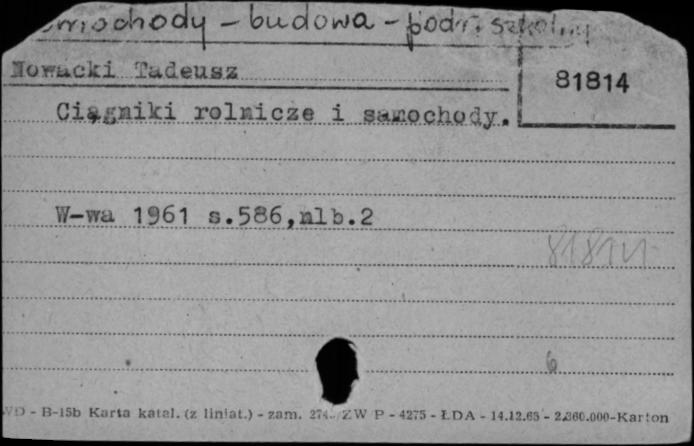 samochody - budowa - podr. szkolny
Nowacki Tadeusz
81814
Ciągniki rolnicze i samochody.
W-wa 1961 s.586,nlb.2
81814
6
WD - B-15b Karta katal. (z liniat.) - zam. 274. ZW P - 4275 - ŁDA - 14.12.65 - 2.360.000-Karton